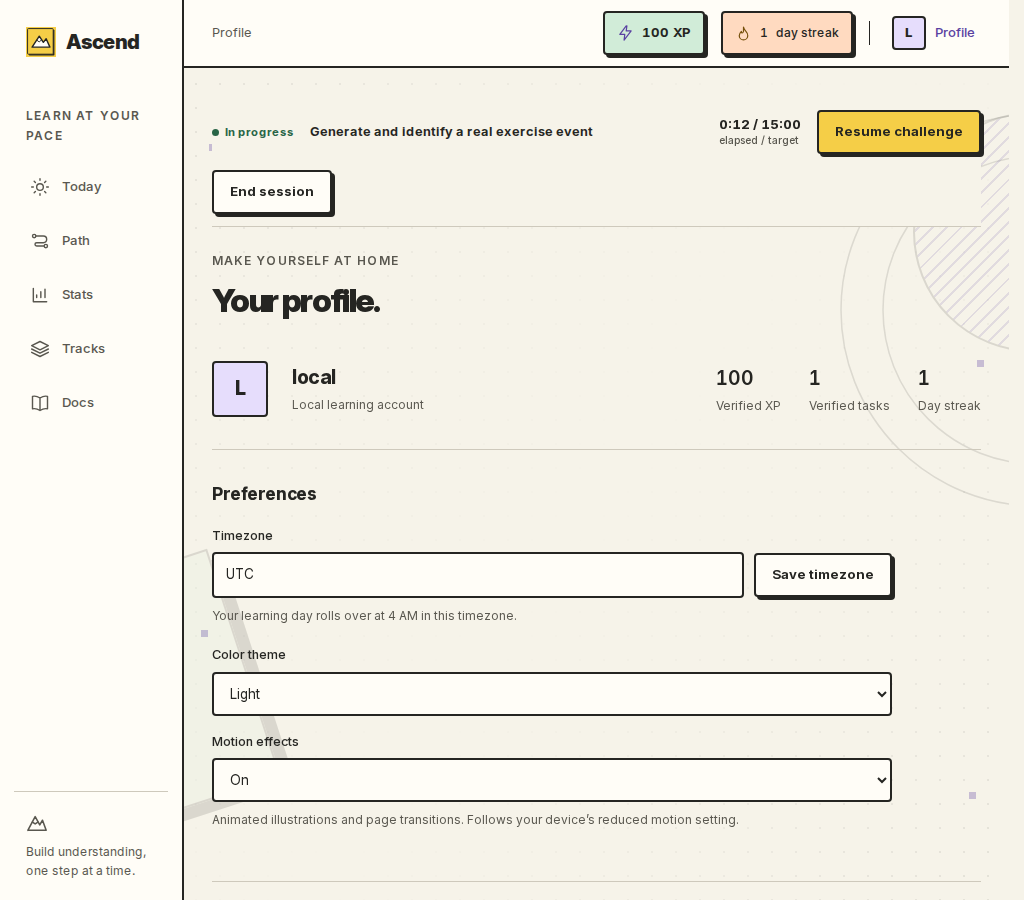 Ascend
LEARN AT YOUR
PACE
Today
Path
Stats
Tracks
Docs
Build understanding,
one step at a time.
Profile
100 XP
1 day streak
L
Profile
In progress
Generate and identify a real exercise event
0:12 / 15:00
elapsed / target
Resume challenge
End session
MAKE YOURSELF AT HOME
Your profile.
L
local
Local learning account
100
Verified XP
1
Verified tasks
1
Day streak
Preferences
Timezone
UTC
Save timezone
Your learning day rolls over at 4 AM in this timezone.
Color theme
Light
Motion effects
On
Animated illustrations and page transitions. Follows your device’s reduced motion setting.